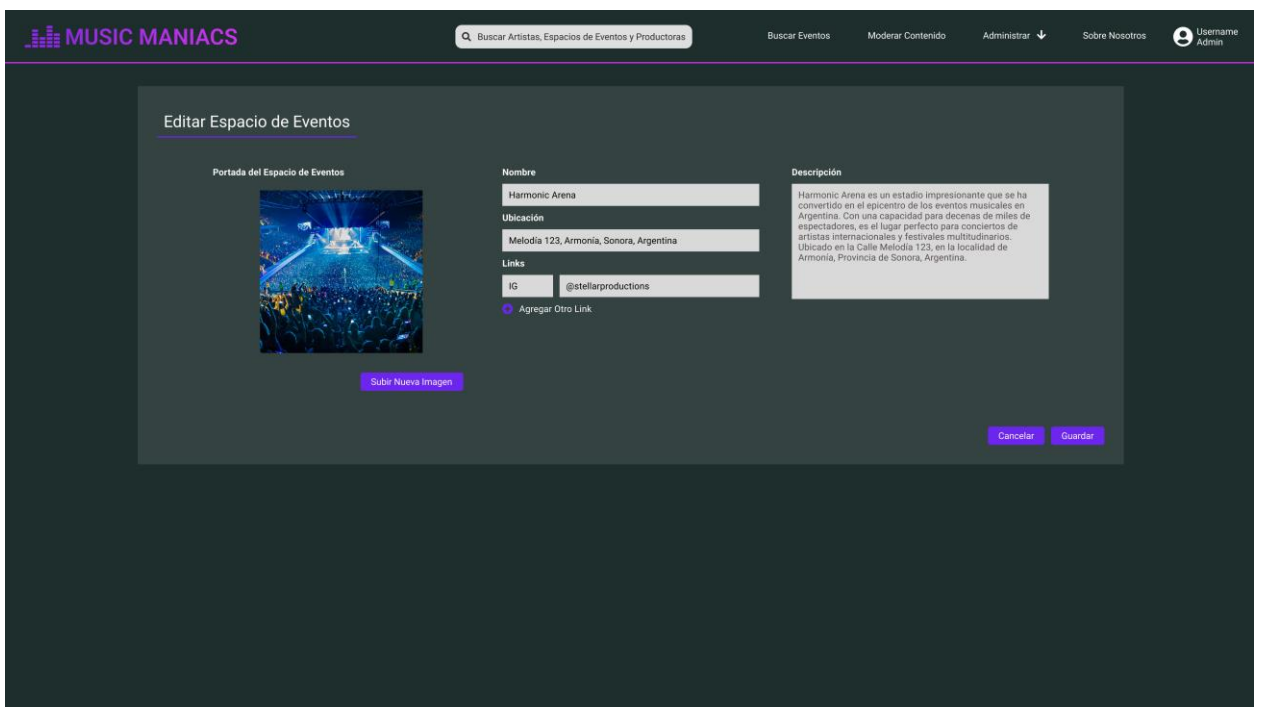 MUSIC MANIACS
Buscar Artistas, Espacios de Eventos y Productoras
Buscar Eventos
Moderar Contenido
Administrar
Sobre Nosotros
Username
Admin
Editar Espacio de Eventos
Portada del Espacio de Eventos
Subir Nueva Imagen
Nombre
Harmonic Arena
Ubicación
Melodía 123, Armonía, Sonora, Argentina
Links
IG
@stellarproductions
Agregar Otro Link
Descripción
Harmonic Arena es un estadio impresionante que se ha
convertido en el epicentro de los eventos musicales en
Argentina. Con una capacidad para decenas de miles de
espectadores, es el lugar perfecto para conciertos de
artistas internacionales y festivales multitudinarios.
Ubicado en la Calle Melodía 123, en la localidad de
Armonía, Provincia de Sonora, Argentina.
Cancelar
Guardar